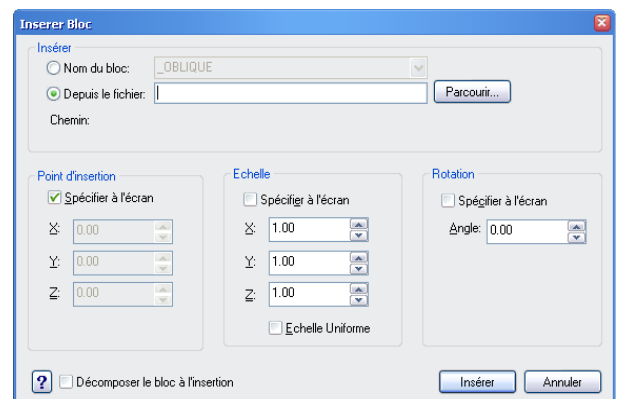 Inserer Bloc
Insérer
Nom du bloc: _OBLIQUE
Depuis le fichier: Parcourir...
Chemin:
Point d'insertion
Spécifier à l'écran
X: 0.00
Y: 0.00
Z: 0.00
Echelle
Spécifier à l'écran
X: 1.00
Y: 1.00
Z: 1.00
Echelle Uniforme
Rotation
Spécifier à l'écran
Angle: 0.00
? Décomposer le bloc à l'insertion
Insérer Annuler